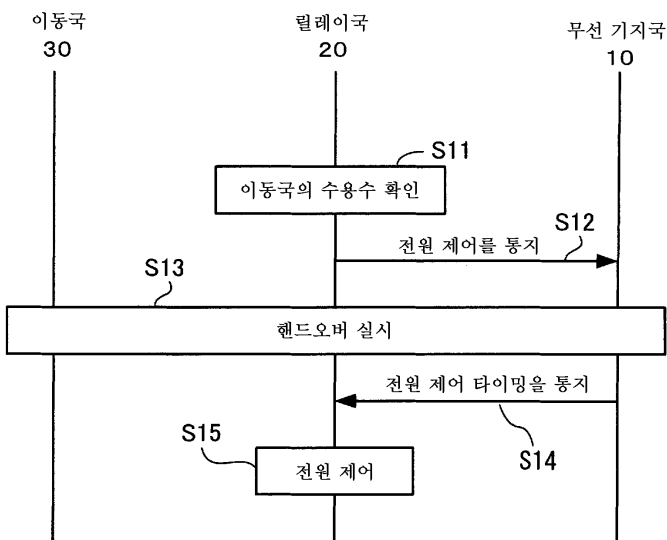 이동국
30
릴레이국
20
무선 기지국
10
S11
이동국의 수용수 확인
S12
전원 제어를 통지
S13
핸드오버 실시
전원 제어 타이밍을 통지
S14
S15
전원 제어